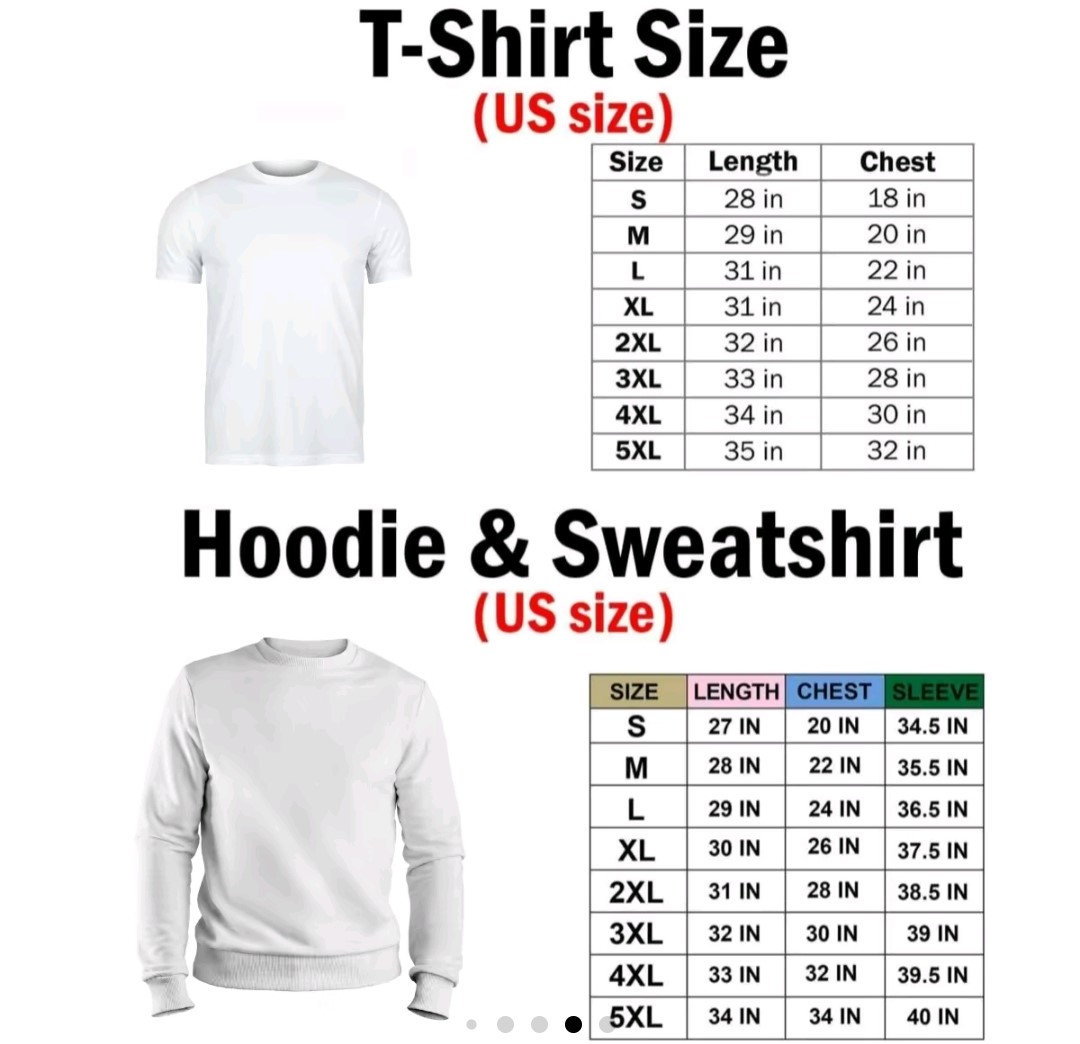 T-Shirt Size
(US size)
Size Length Chest
S 28 in 18 in
M 29 in 20 in
L 31 in 22 in
XL 31 in 24 in
2XL 32 in 26 in
3XL 33 in 28 in
4XL 34 in 30 in
5XL 35 in 32 in
Hoodie & Sweatshirt
(US size)
SIZE LENGTH CHEST SLEEVE
S 27 IN 20 IN 34.5 IN
M 28 IN 22 IN 35.5 IN
L 29 IN 24 IN 36.5 IN
XL 30 IN 26 IN 37.5 IN
2XL 31 IN 28 IN 38.5 IN
3XL 32 IN 30 IN 39 IN
4XL 33 IN 32 IN 39.5 IN
5XL 34 IN 34 IN 40 IN